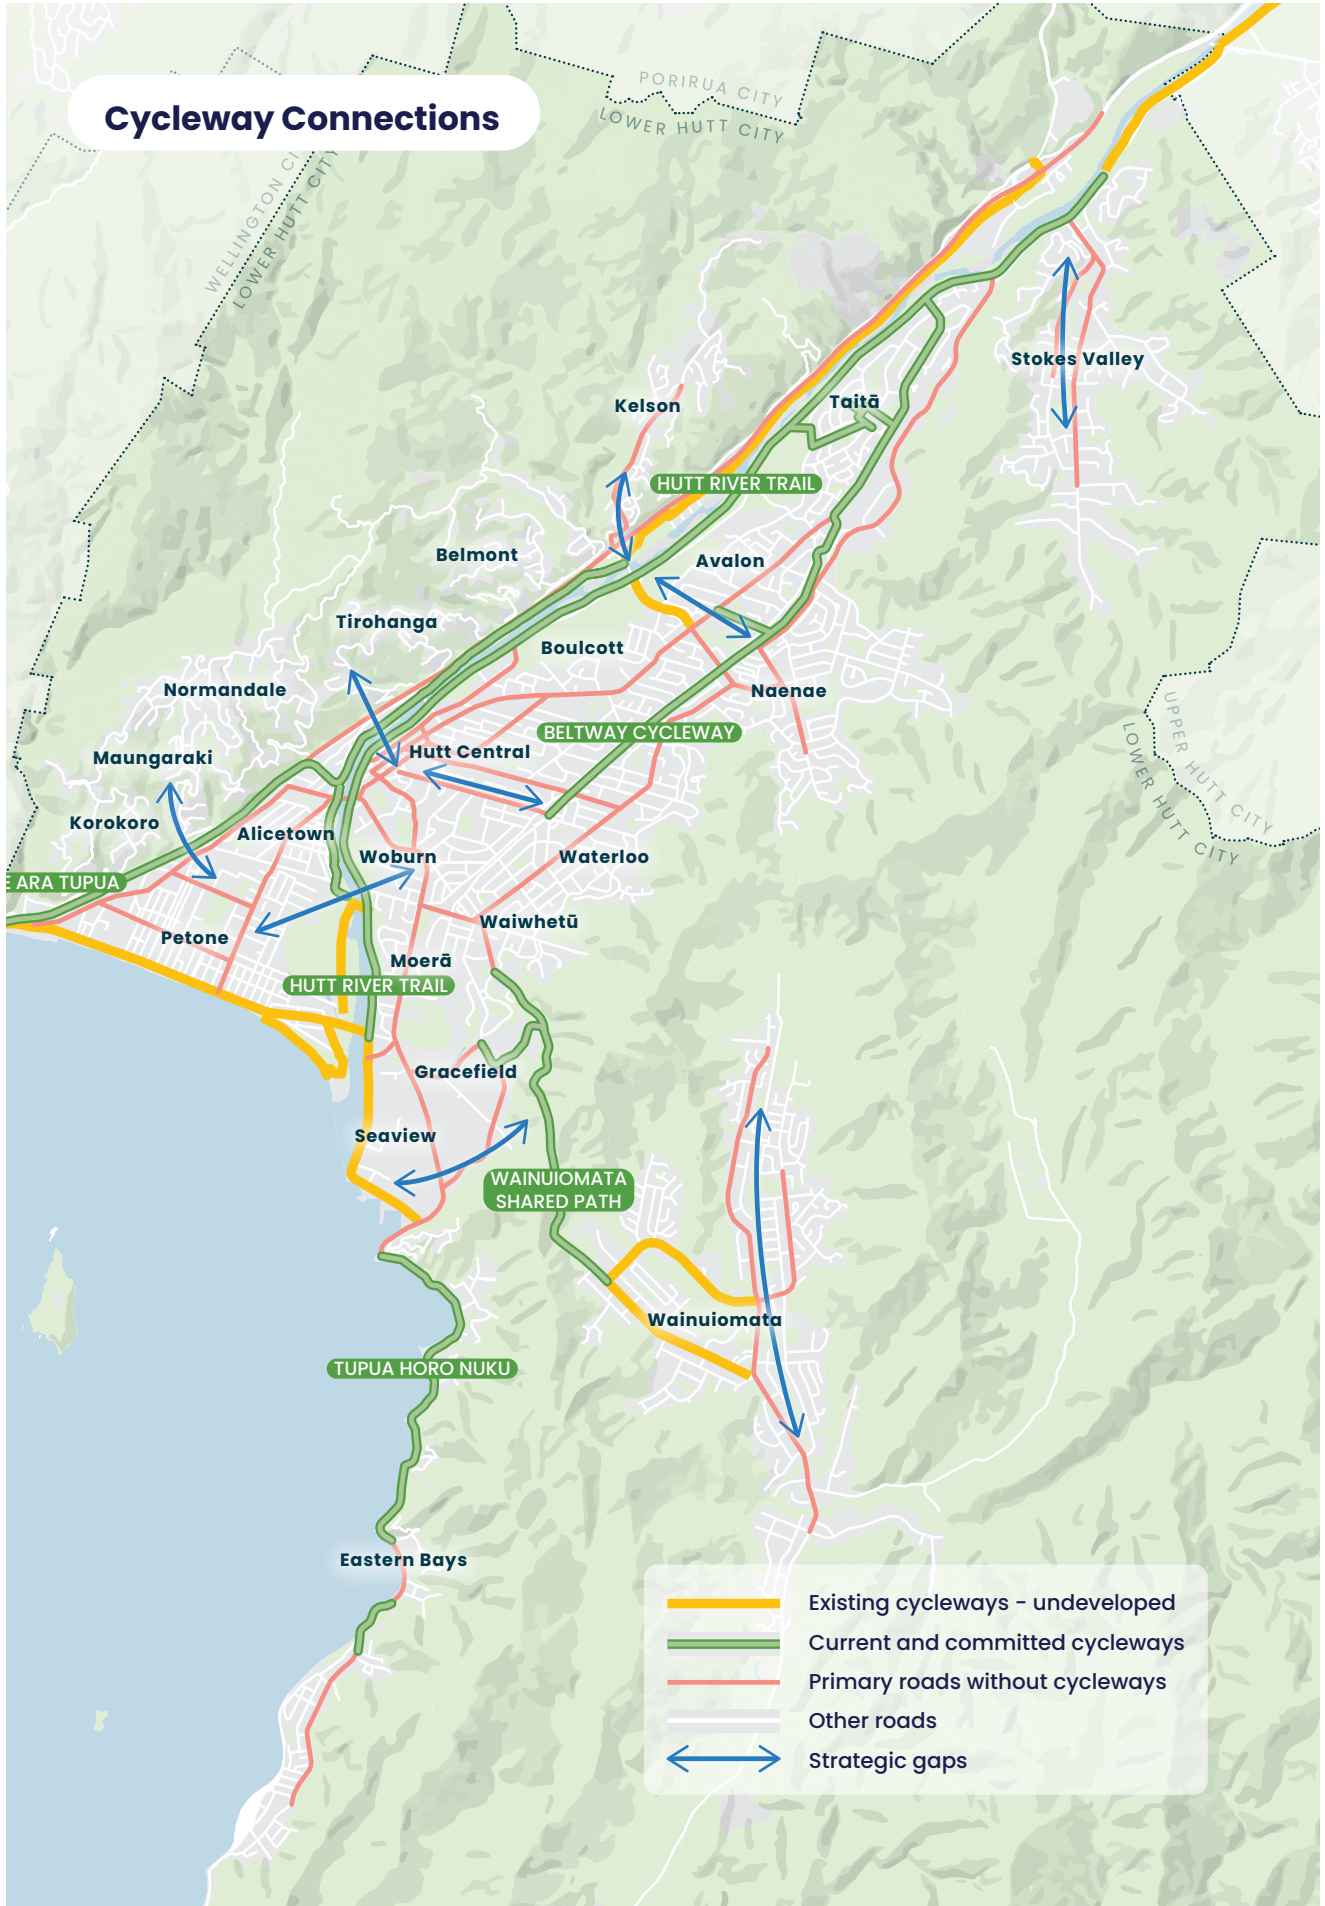 Cycleway Connections
PORIRUA CITY
LOWER HUTT CITY
WELLINGTON CI
LOWER HUTT CITY
Stokes Valley
Kelson
Taitā
HUTT RIVER TRAIL
Belmont
Avalon
Tirohanga
Boulcott
Normandale
Naenae
UPPER HUTT CITY
LOWER HUTT CITY
BELTWAY CYCLEWAY
Hutt Central
Maungaraki
Korokoro
Alicetown
Woburn
Waterloo
E ARA TUPUA
Waiwhetū
Petone
Moerā
HUTT RIVER TRAIL
Gracefield
Seaview
WAINUIOMATA
SHARED PATH
Wainuiomata
TUPUA HORO NUKU
Eastern Bays
Existing cycleways - undeveloped
Current and committed cycleways
Primary roads without cycleways
Other roads
Strategic gaps